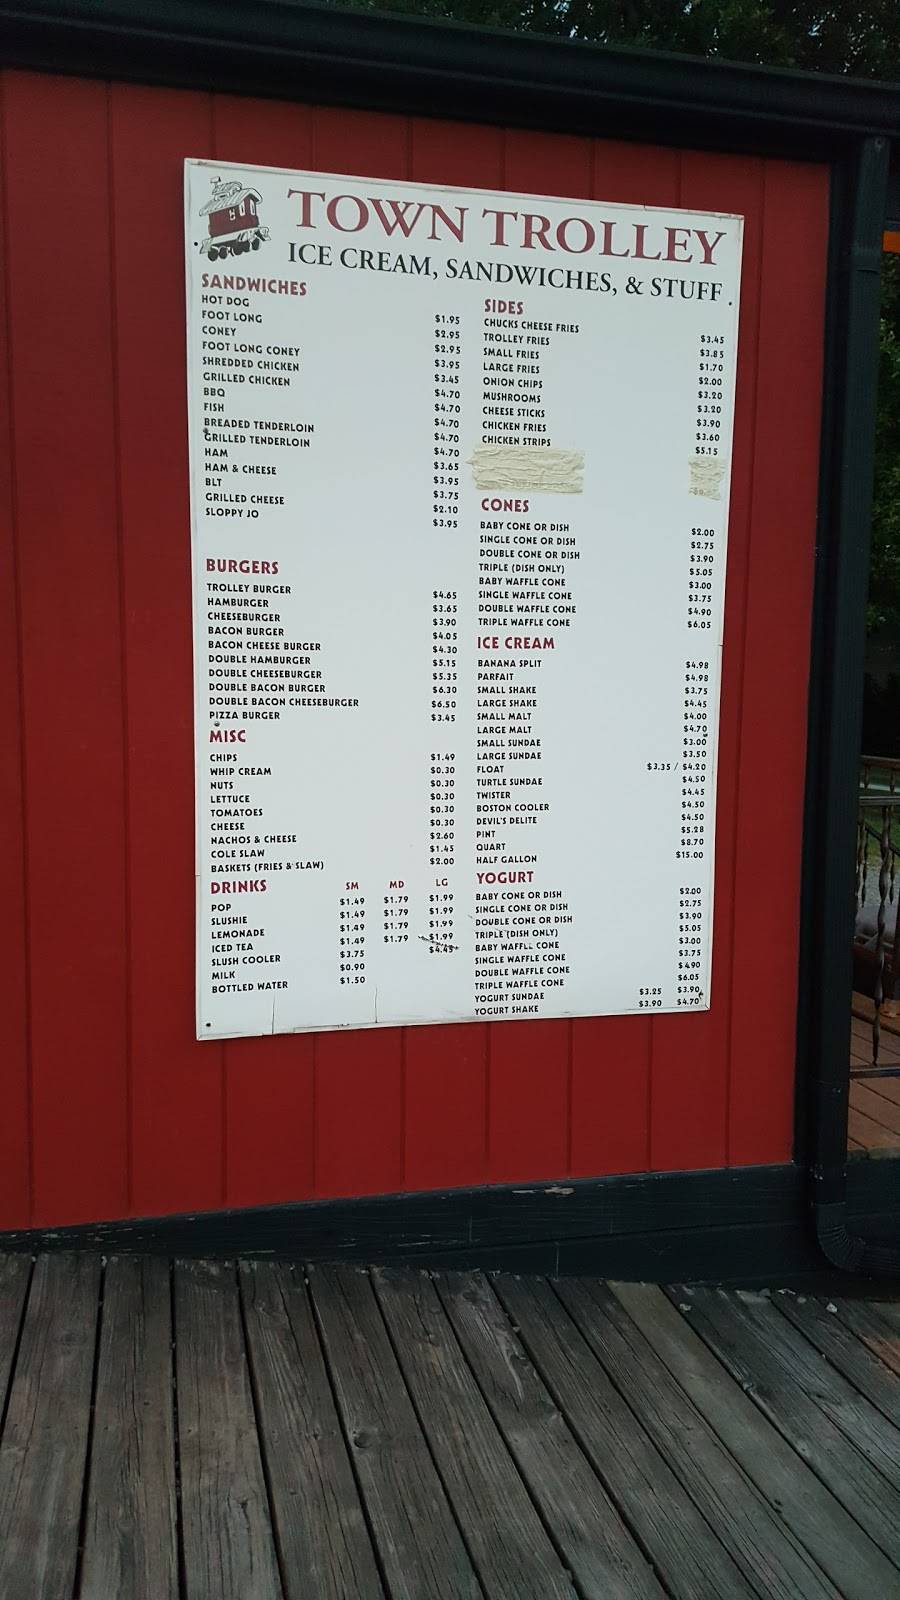 TOWN TROLLEY
ICE CREAM, SANDWICHES, & STUFF
SANDWICHES
HOT DOG $1.95
FOOT LONG $2.95
CONEY $2.95
FOOT LONG CONEY $3.95
SHREDDED CHICKEN $3.45
GRILLED CHICKEN $4.70
BBQ $4.70
FISH $4.70
BREADED TENDERLOIN $4.70
GRILLED TENDERLOIN $4.70
HAM $3.65
HAM & CHEESE $3.95
BLT $3.75
GRILLED CHEESE $2.10
SLOPPY JO $3.95
BURGERS
TROLLEY BURGER $4.65
HAMBURGER $3.65
CHEESEBURGER $3.90
BACON BURGER $4.05
BACON CHEESE BURGER $4.30
DOUBLE HAMBURGER $5.15
DOUBLE CHEESEBURGER $5.35
DOUBLE BACON BURGER $6.30
DOUBLE BACON CHEESEBURGER $6.50
PIZZA BURGER $3.45
MISC
CHIPS $1.49
WHIP CREAM $0.30
NUTS $0.30
LETTUCE $0.30
TOMATOES $0.30
CHEESE $0.30
NACHOS & CHEESE $2.60
COLE SLAW $1.45
BASKETS (FRIES & SLAW) $2.00
DRINKS SM MD LG
POP $1.49 $1.79 $1.99
SLUSHIE $1.49 $1.79 $1.99
LEMONADE $1.49 $1.79 $1.99
ICED TEA $1.49 $1.79 $1.99
SLUSH COOLER $3.75 $4.45
MILK $0.90
BOTTLED WATER $1.50
SIDES
CHUCKS CHEESE FRIES $3.45
TROLLEY FRIES $3.85
SMALL FRIES $1.70
LARGE FRIES $2.00
ONION CHIPS $3.20
MUSHROOMS $3.20
CHEESE STICKS $3.90
CHICKEN FRIES $3.60
CHICKEN STRIPS $5.15
CONES
BABY CONE OR DISH $2.00
SINGLE CONE OR DISH $2.75
DOUBLE CONE OR DISH $3.90
TRIPLE (DISH ONLY) $5.05
BABY WAFFLE CONE $3.00
SINGLE WAFFLE CONE $3.75
DOUBLE WAFFLE CONE $4.90
TRIPLE WAFFLE CONE $6.05
ICE CREAM
BANANA SPLIT $4.98
PARFAIT $4.98
SMALL SHAKE $3.75
LARGE SHAKE $4.45
SMALL MALT $4.00
LARGE MALT $4.70
SMALL SUNDAE $3.00
LARGE SUNDAE $3.50
FLOAT $3.35 / $4.20
TURTLE SUNDAE $4.50
TWISTER $4.45
BOSTON COOLER $4.50
DEVIL'S DELITE $4.50
PINT $5.28
QUART $8.70
HALF GALLON $15.00
YOGURT
BABY CONE OR DISH $2.00
SINGLE CONE OR DISH $2.75
DOUBLE CONE OR DISH $3.90
TRIPLE (DISH ONLY) $5.05
BABY WAFFLE CONE $3.00
SINGLE WAFFLE CONE $3.75
DOUBLE WAFFLE CONE $4.90
TRIPLE WAFFLE CONE $6.05
YOGURT SUNDAE $3.25 $3.90
YOGURT SHAKE $3.90 $4.70